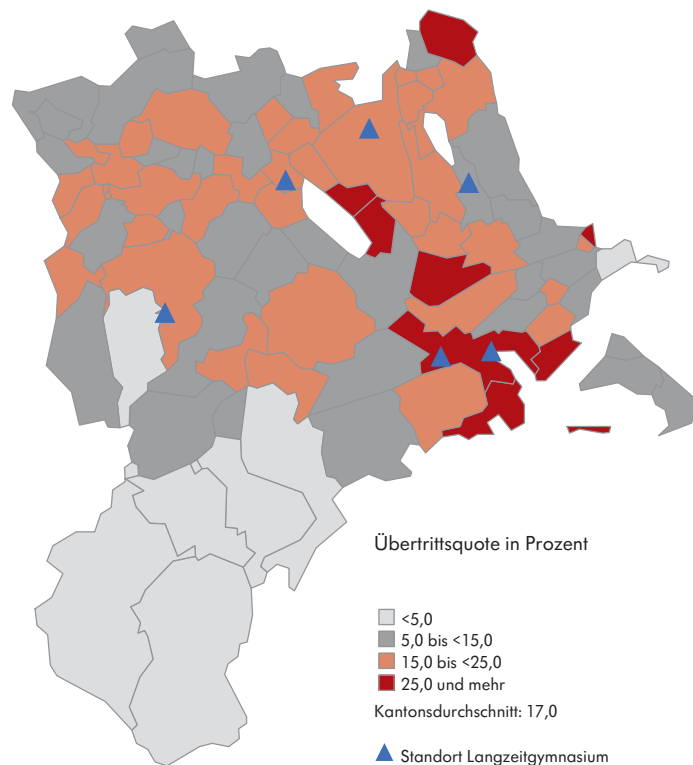 Übertrittsquote in Prozent
<5,0
5,0 bis <15,0
15,0 bis <25,0
25,0 und mehr
Kantonsdurchschnitt: 17,0
Standort Langzeitgymnasium